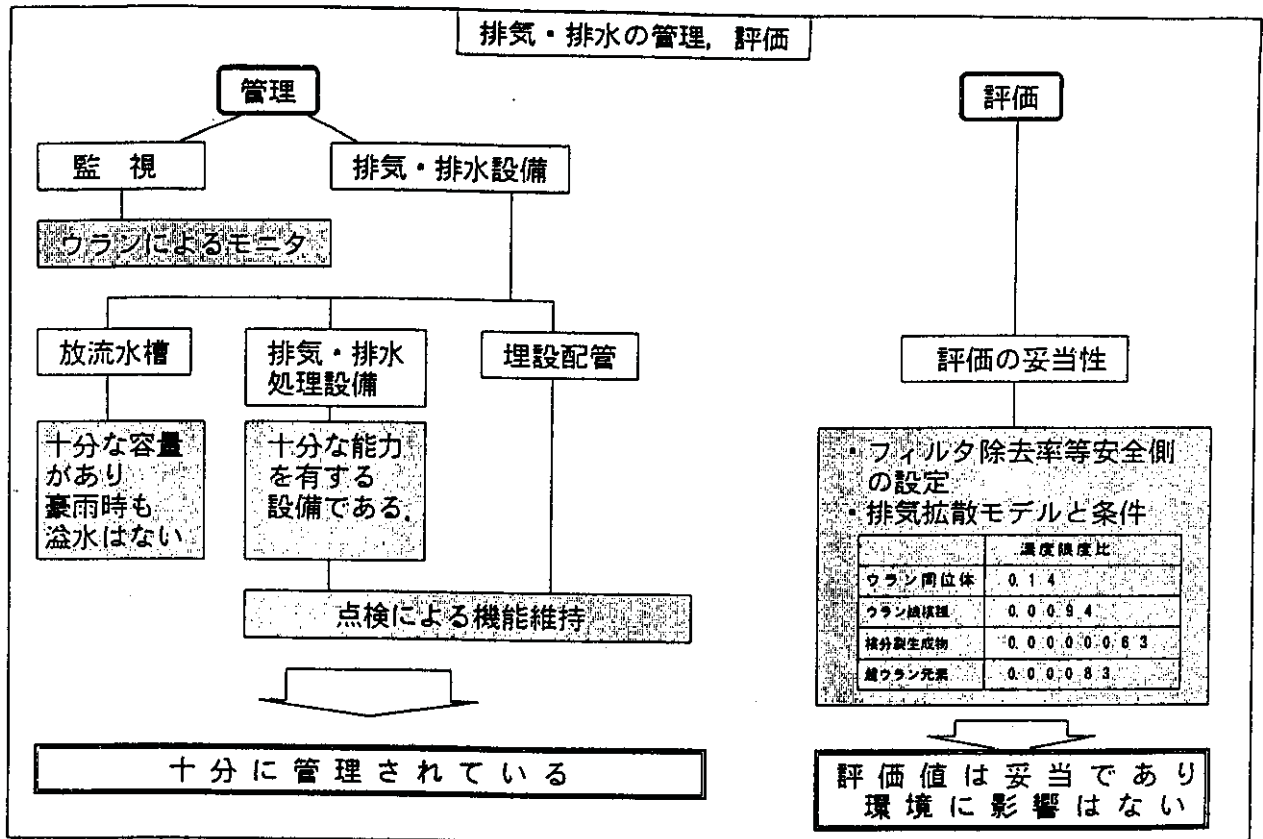 排気・排水の管理, 評価
管理
監 視
排気・排水設備
ウランによるモニタ
放流水槽
排気・排水
処理設備
埋設配管
十分な容量
があり
豪雨時も
溢水はない
十分な能力
を有する
設備である.
点検による機能維持
十分に管理されている
評価
評価の妥当性
・フィルタ除去率等安全側
の設定
・排気拡散モデルと条件
濃度限度比
ウラン同位体 0.14
ウラン娘核種 0.00094
核分裂生成物 0.00000063
超ウラン元素 0.000083
評価値は妥当であり
環境に影響はない